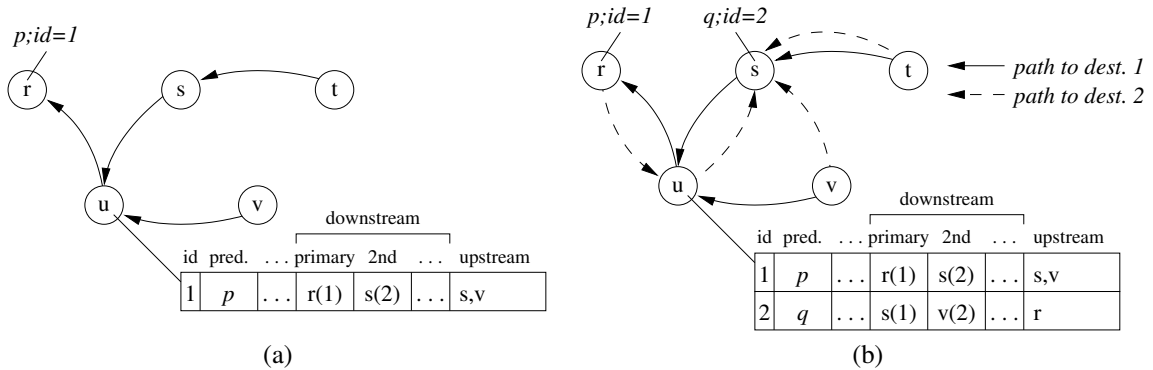 p;id=1
r
s
t
u
v
downstream
id pred. ... primary 2nd ... upstream
1 p ... r(1) s(2) ... s,v
(a)
p;id=1 q;id=2
r
s
t
path to dest. 1
path to dest. 2
u
v
downstream
id pred. ... primary 2nd ... upstream
1 p ... r(1) s(2) ... s,v
2 q ... s(1) v(2) ... r
(b)